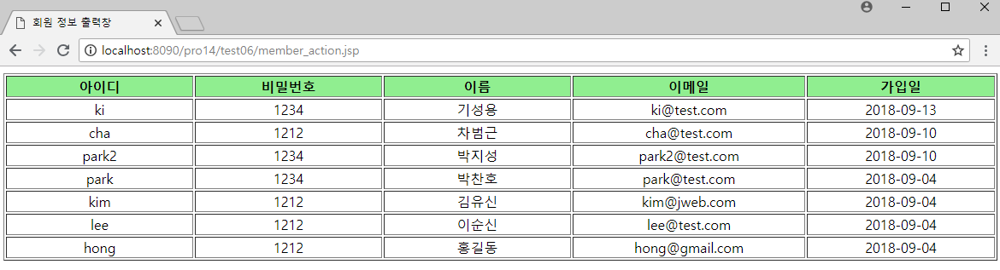 회원 정보 출력창
localhost:8090/pro14/test06/member_action.jsp
아이디 비밀번호 이름 이메일 가입일
ki 1234 기성용 ki@test.com 2018-09-13
cha 1212 차범근 cha@test.com 2018-09-10
park2 1234 박지성 park2@test.com 2018-09-10
park 1234 박찬호 park@test.com 2018-09-04
kim 1212 김유신 kim@jweb.com 2018-09-04
lee 1212 이순신 lee@test.com 2018-09-04
hong 1212 홍길동 hong@gmail.com 2018-09-04